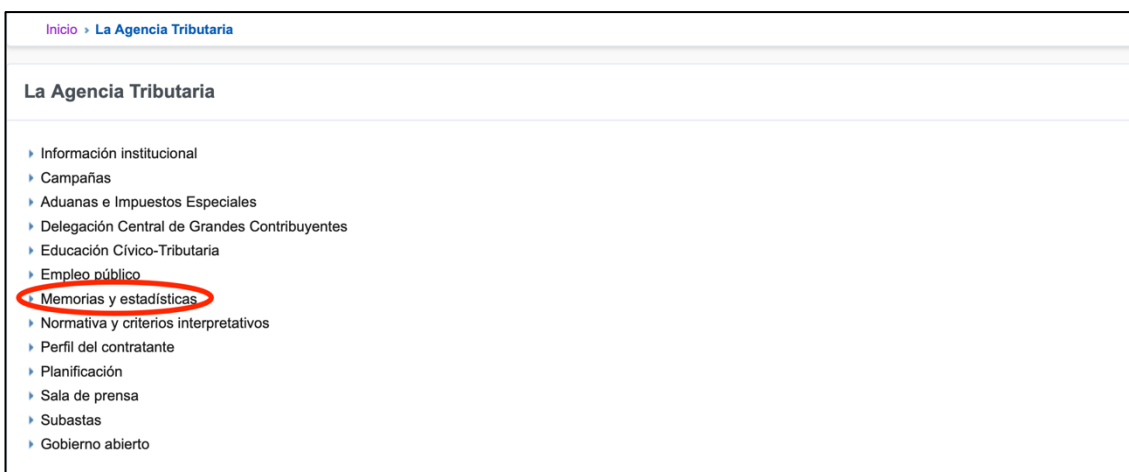 Inicio › La Agencia Tributaria
La Agencia Tributaria
Información institucional
Campañas
Aduanas e Impuestos Especiales
Delegación Central de Grandes Contribuyentes
Educación Cívico-Tributaria
Empleo público
Memorias y estadísticas
Normativa y criterios interpretativos
Perfil del contratante
Planificación
Sala de prensa
Subastas
Gobierno abierto